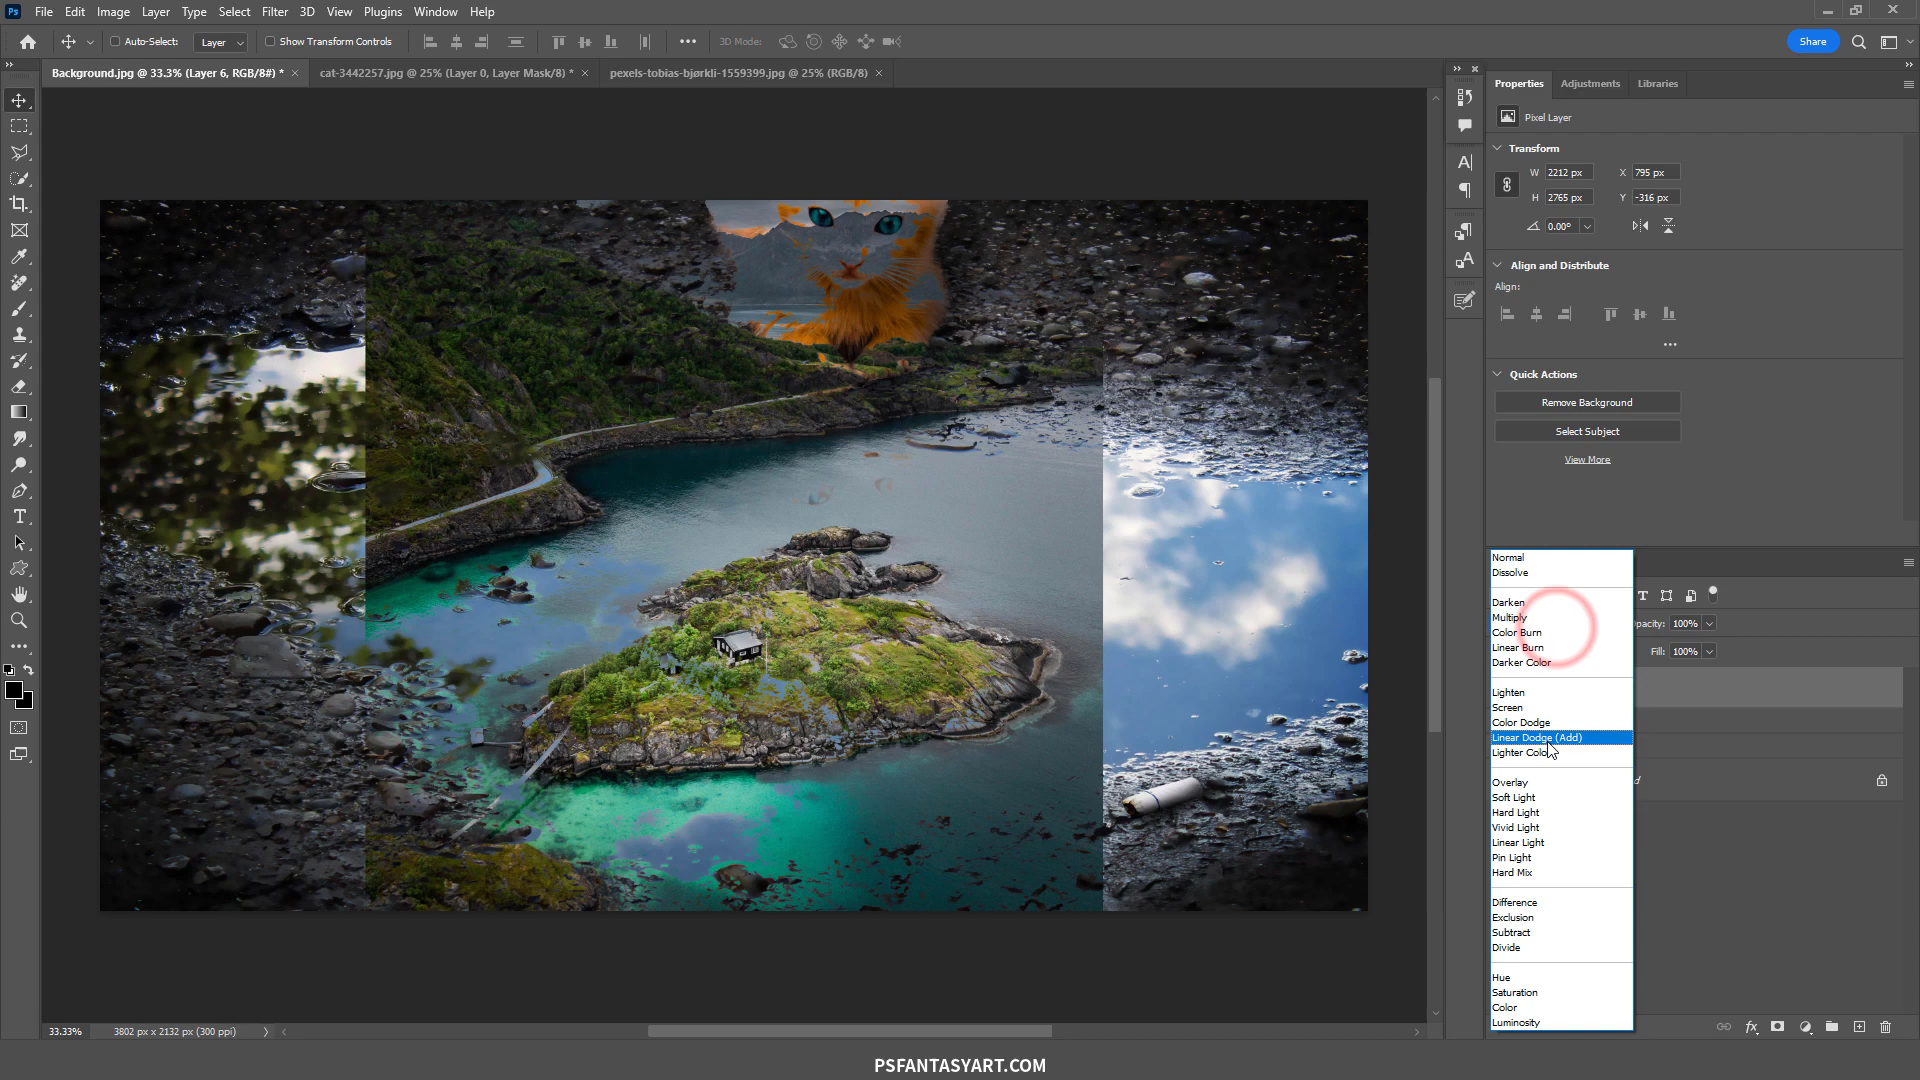 Ps File Edit Image Layer Type Select Filter 3D View Plugins Window Help
Auto-Select: Layer Show Transform Controls 3D Mode: Share
Background.jpg @ 33.3% (Layer 6, RGB/8#) * cat-3442257.jpg @ 25% (Layer 0, Layer Mask/8) * pexels-tobias-bjørkli-1559399.jpg @ 25% (RGB/8)
Properties Adjustments Libraries
Pixel Layer
Transform
W 2212 px X 795 px
H 2765 px Y -316 px
0.00°
Align and Distribute
Align:
Quick Actions
Remove Background
Select Subject
View More
Normal
Dissolve
Darken
Multiply
Color Burn
Linear Burn
Darker Color
Lighten
Screen
Color Dodge
Linear Dodge (Add)
Lighter Color
Overlay
Soft Light
Hard Light
Vivid Light
Linear Light
Pin Light
Hard Mix
Difference
Exclusion
Subtract
Divide
Hue
Saturation
Color
Luminosity
pacity: 100%
Fill: 100%
33.33% 3802 px x 2132 px (300 ppi)
PSFANTASYART.COM